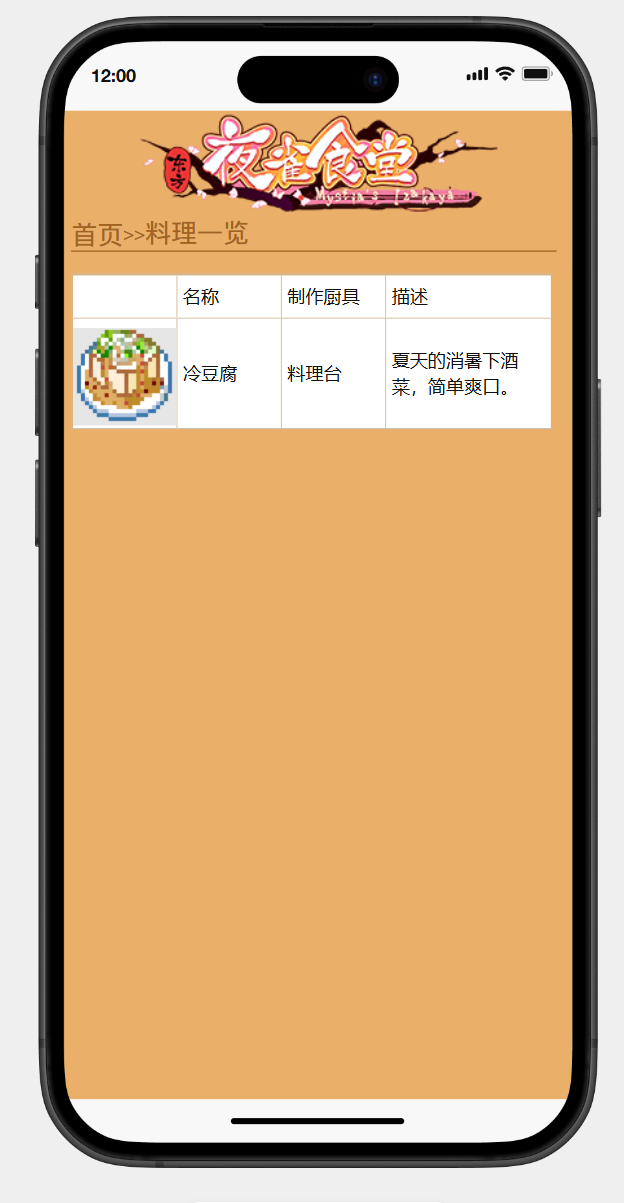 12:00
东方
夜雀食堂
Mystia's Izakaya
首页>>料理一览
名称 制作厨具 描述
冷豆腐 料理台 夏天的消暑下酒
菜，简单爽口。